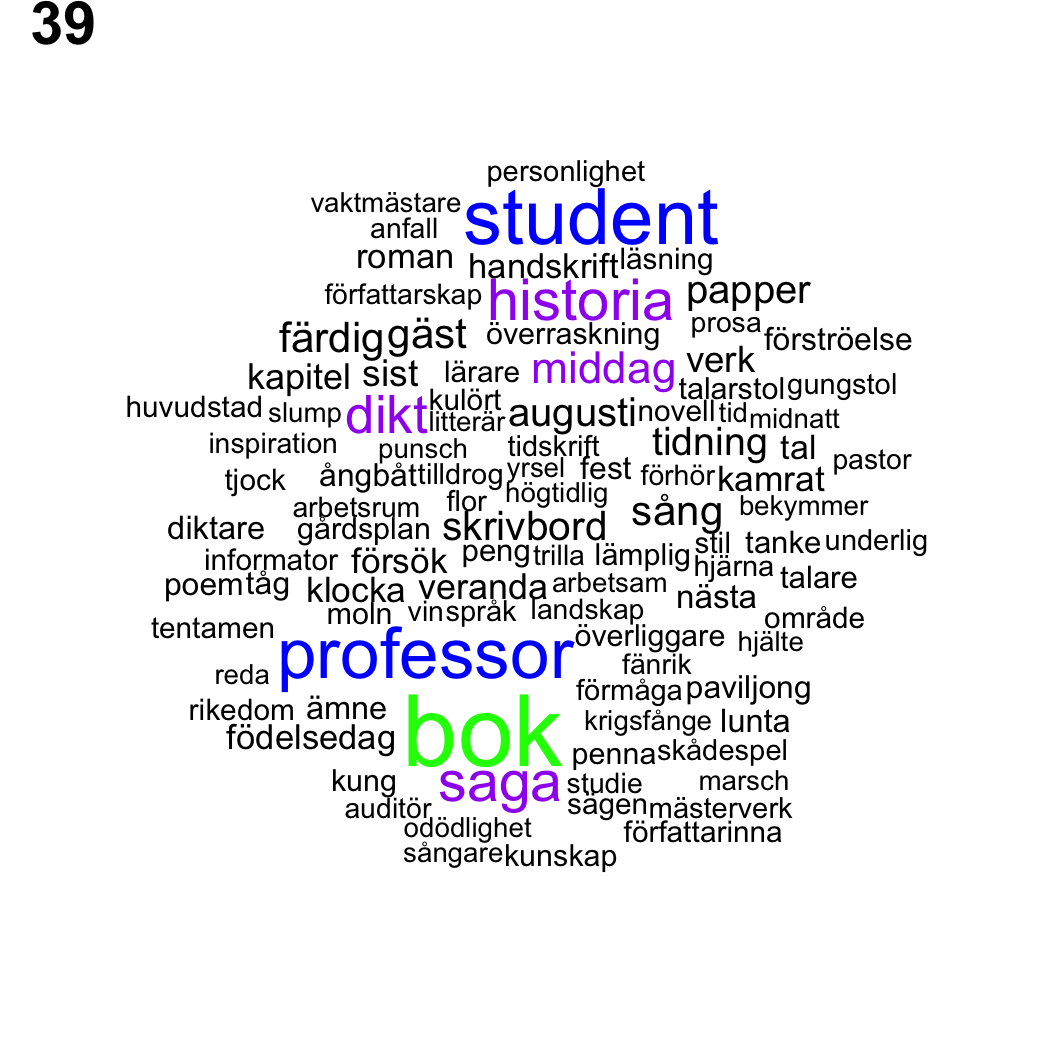 39
personlighet
vaktmästare student
anfall
roman handskrift läsning
författarskap historia papper
färdig gäst överraskning prosa förströelse
kapitel sist lärare middag verk
talarstol gungstol
huvudstad slump dikt kulört litterär augusti novell tid midnatt
inspiration punsch tidskrift tidning tal pastor
tjock ångbåt tilldrog yrsel fest förhör kamrat
arbetsrum flor högtidlig sång bekymmer
diktare gårdsplan skrivbord stil tanke underlig
informator försök peng trilla lämplig hjärna
poem tåg klocka veranda arbetsam nästa talare
moln vin språk landskap område
tentamen professor överliggare hjälte
reda fänrik
förmåga paviljong
rikedom ämne bok krigsfånge lunta
födelsedag penna skådespel
kung saga studie marsch
auditör sägen mästerverk
odödlighet författarinna
sångare kunskap